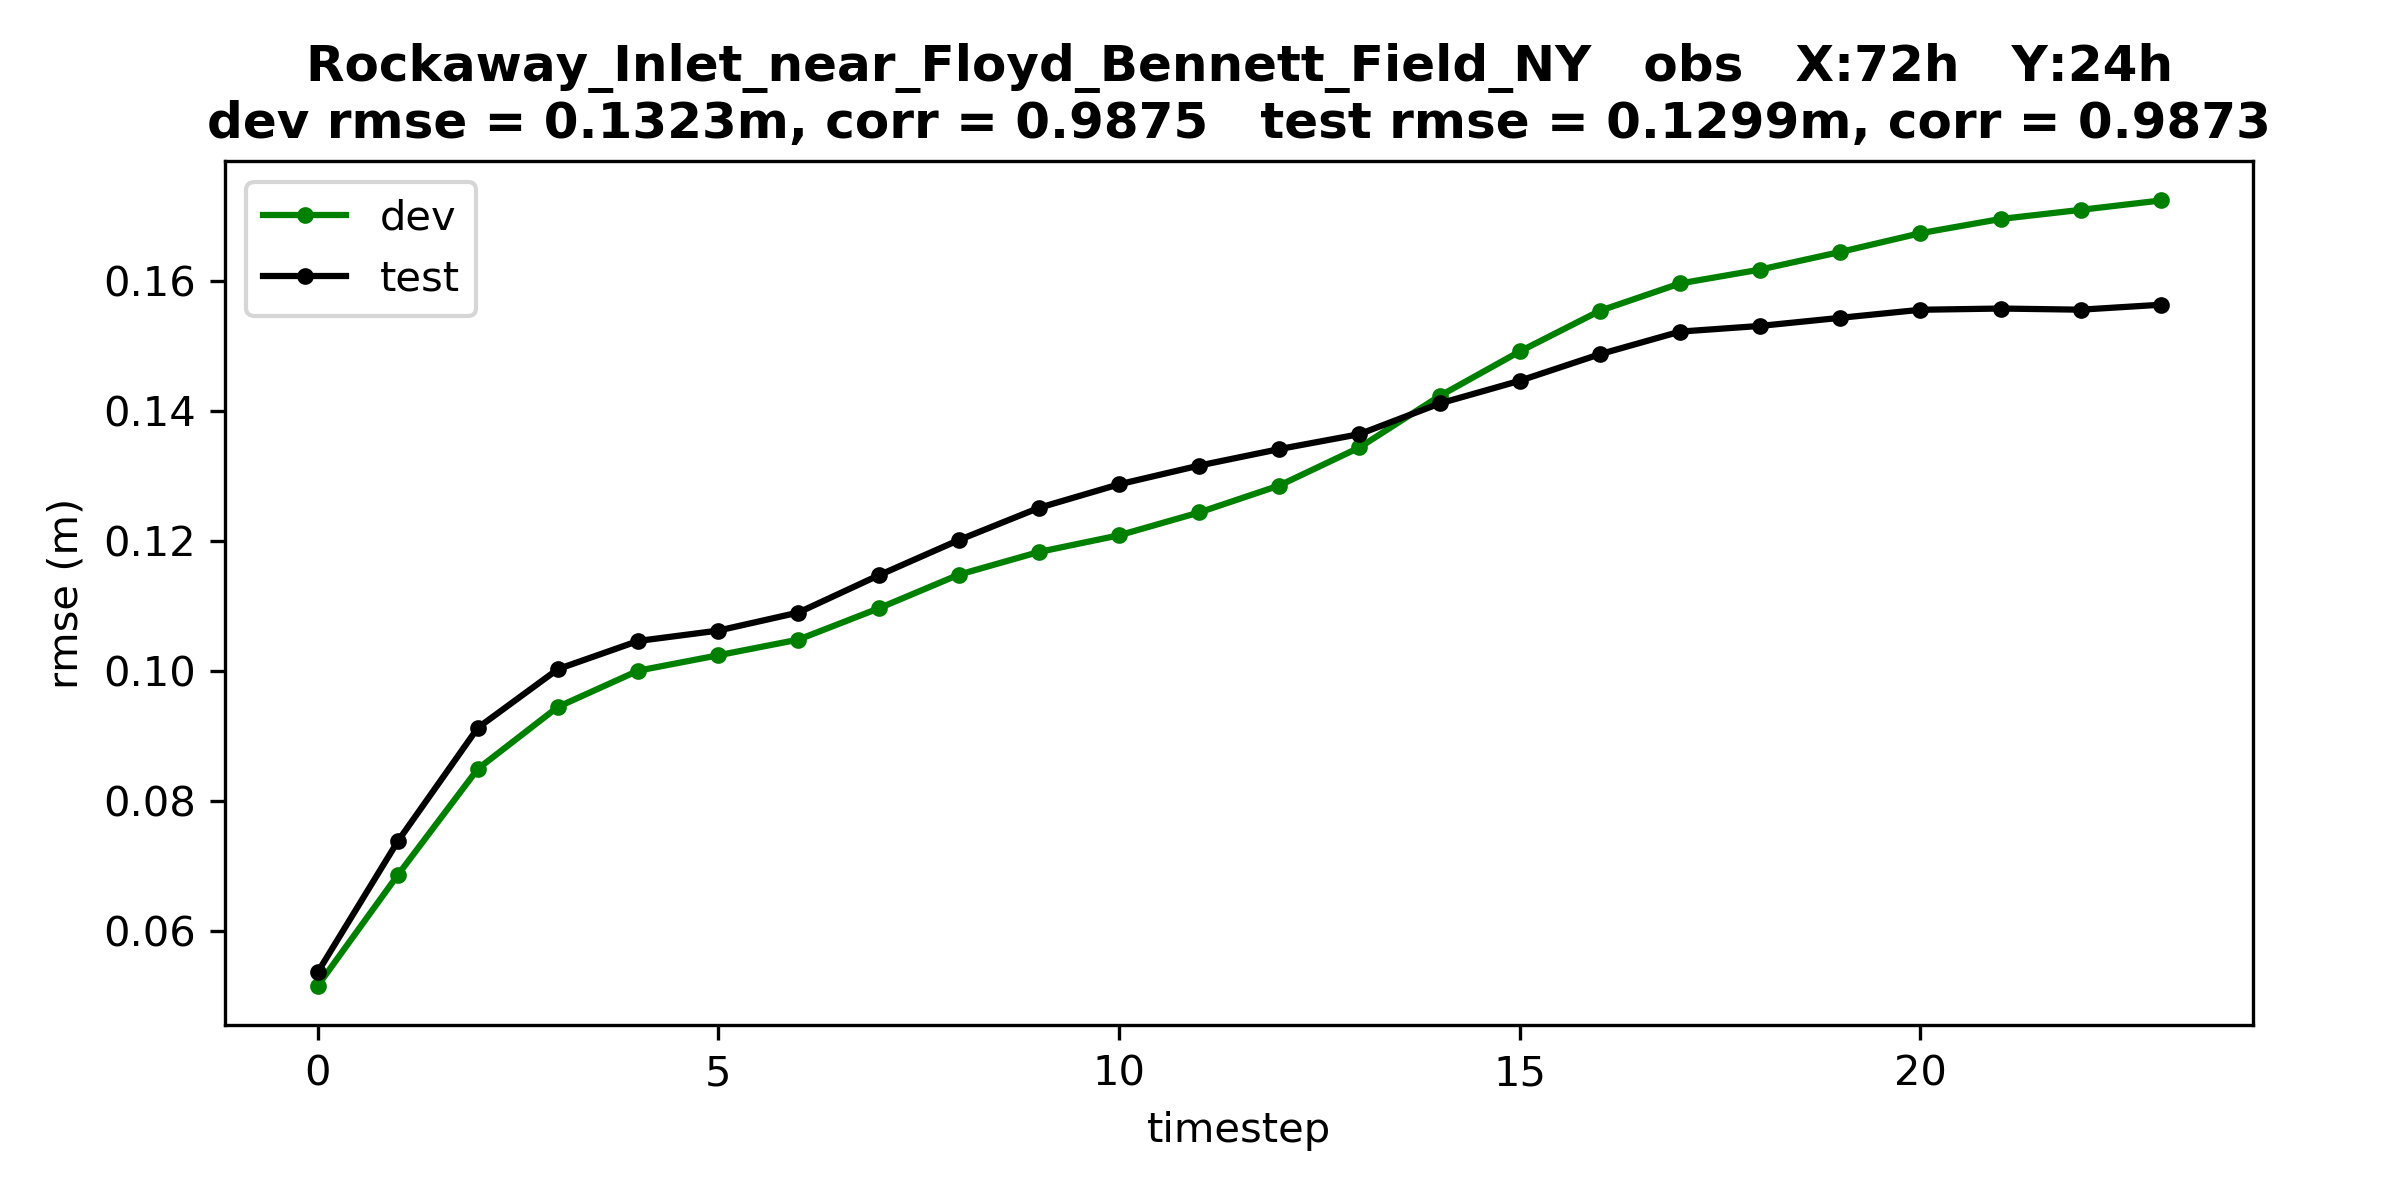 Rockaway_Inlet_near_Floyd_Bennett_Field_NY   obs   X:72h   Y:24h
dev rmse = 0.1323m, corr = 0.9875   test rmse = 0.1299m, corr = 0.9873
dev
test
0.16
0.14
0.12
0.10
0.08
0.06
rmse (m)
0 5 10 15 20
timestep